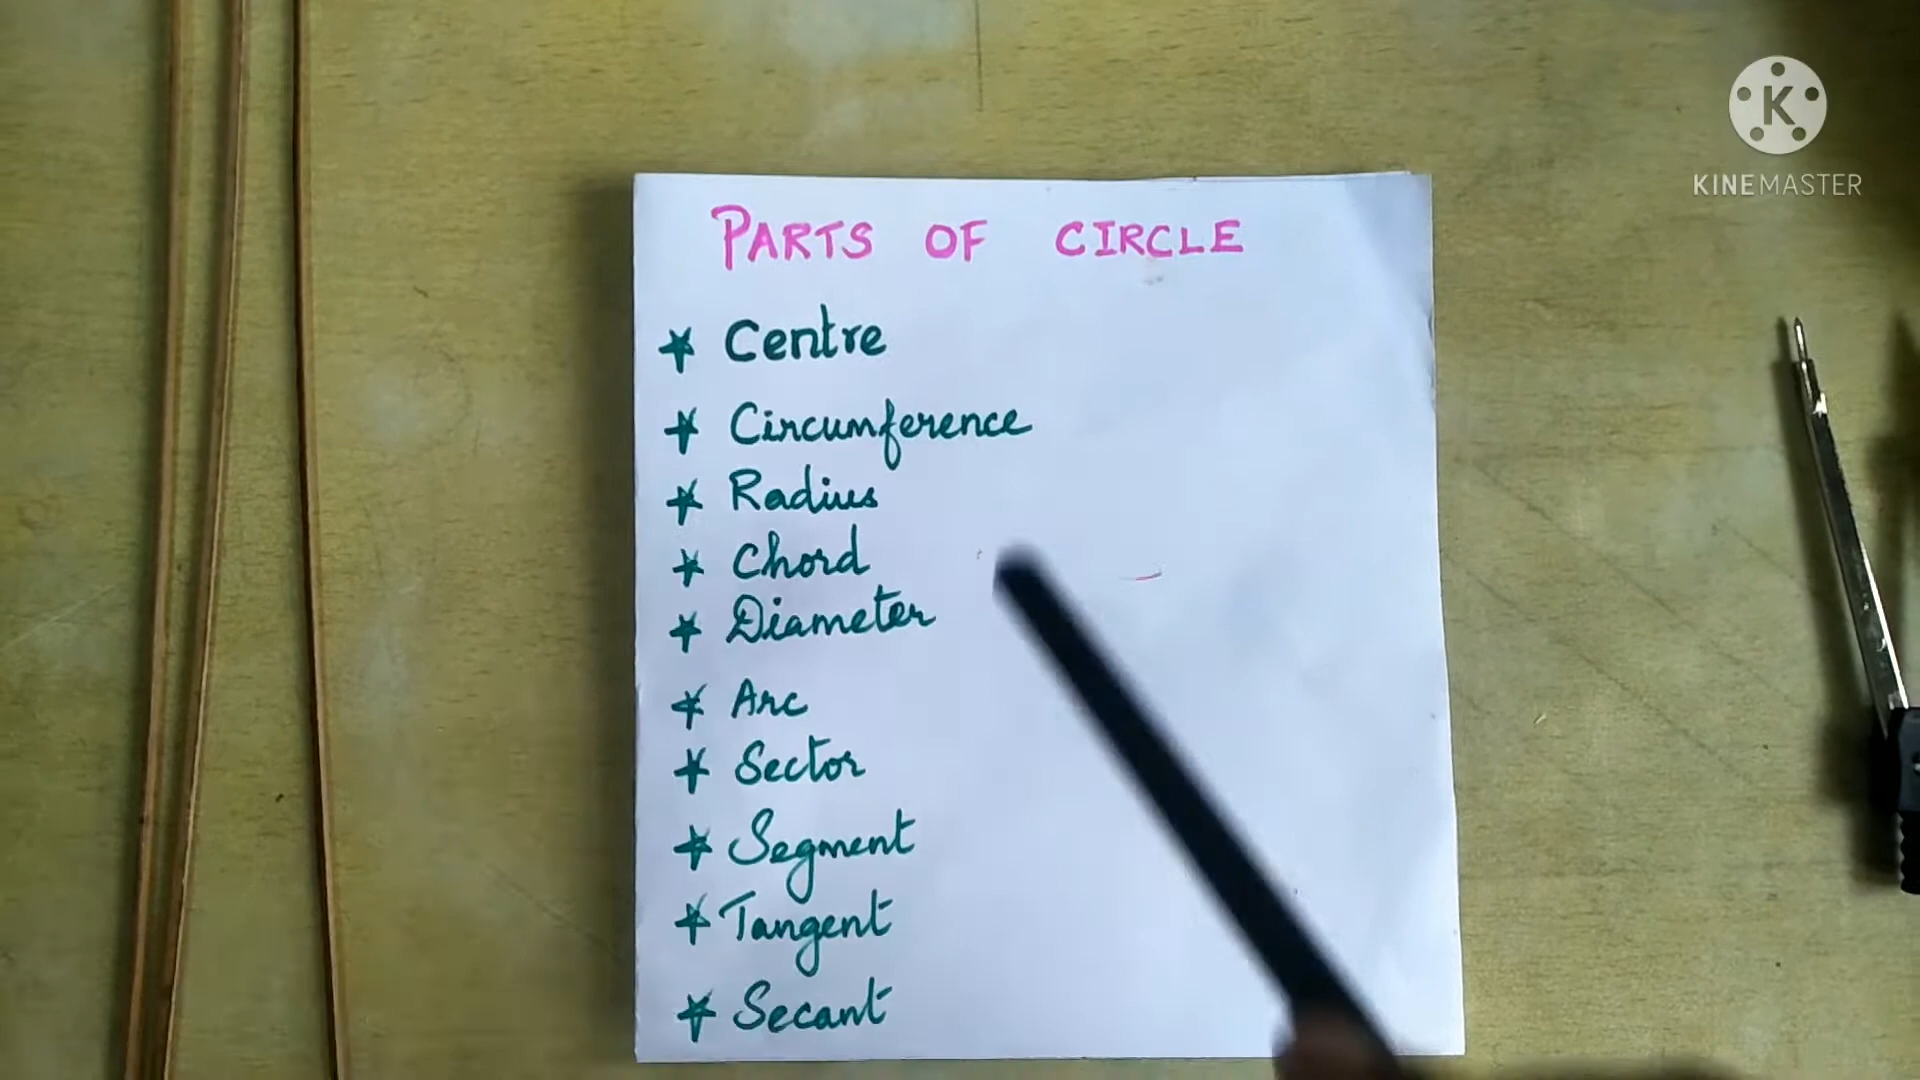 K
KINEMASTER
PARTS OF CIRCLE
Centre
Circumference
Radius
Chord
Diameter
Arc
Sector
Segment
Tangent
Secant